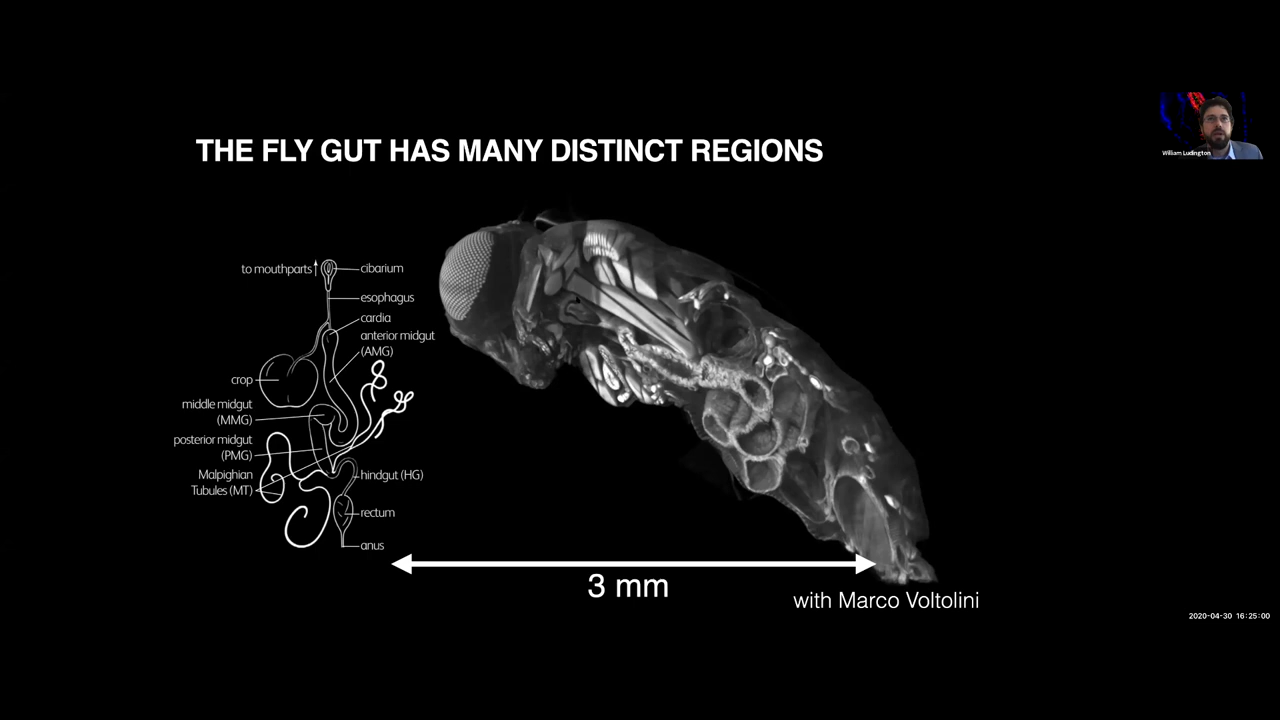 William Ludington
THE FLY GUT HAS MANY DISTINCT REGIONS
to mouthparts
cibarium
esophagus
cardia
anterior midgut
(AMG)
crop
middle midgut
(MMG)
posterior midgut
(PMG)
Malpighian
Tubules (MT)
hindgut (HG)
rectum
anus
3 mm
with Marco Voltolini
2020-04-30 16:25:00